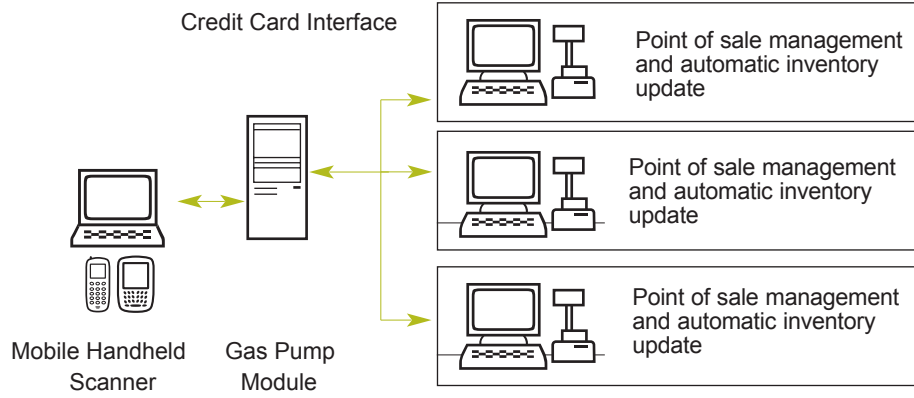 Credit Card Interface
Point of sale management
and automatic inventory
update
Point of sale management
and automatic inventory
update
Point of sale management
and automatic inventory
update
Mobile Handheld
Scanner
Gas Pump
Module